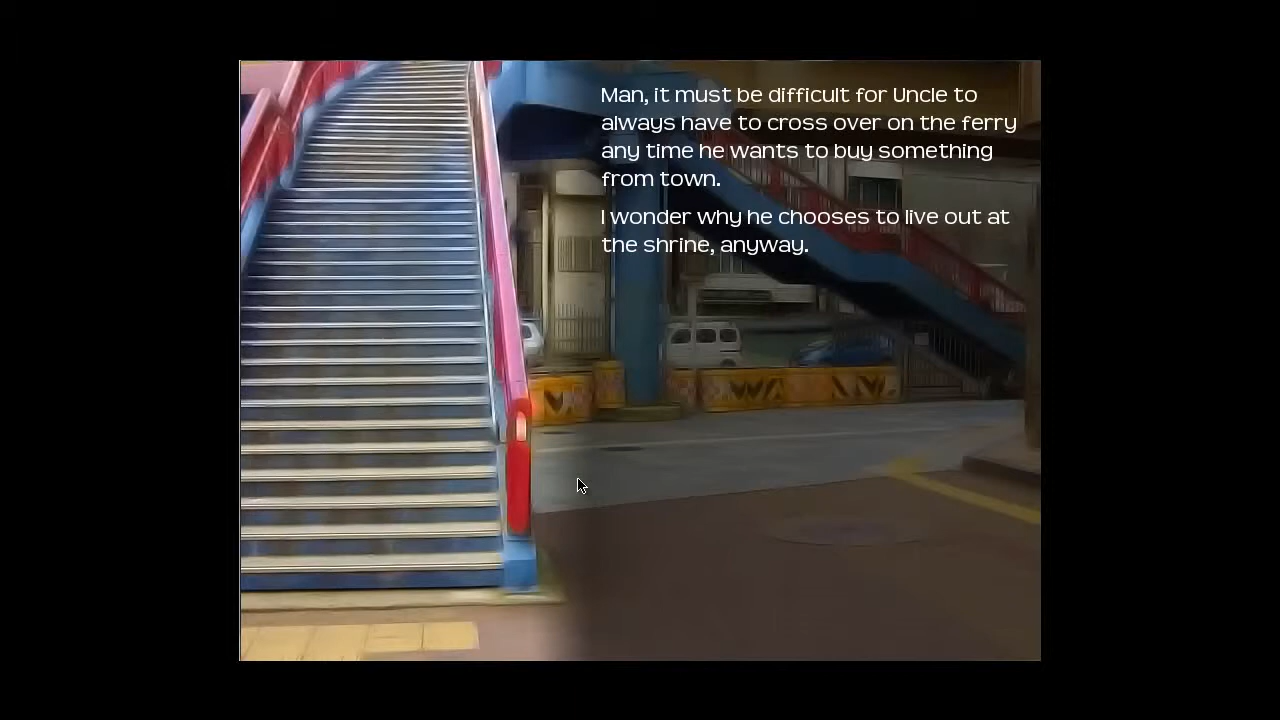 Man, it must be difficult for Uncle to
always have to cross over on the ferry
any time he wants to buy something
from town.
I wonder why he chooses to live out at
the shrine, anyway.